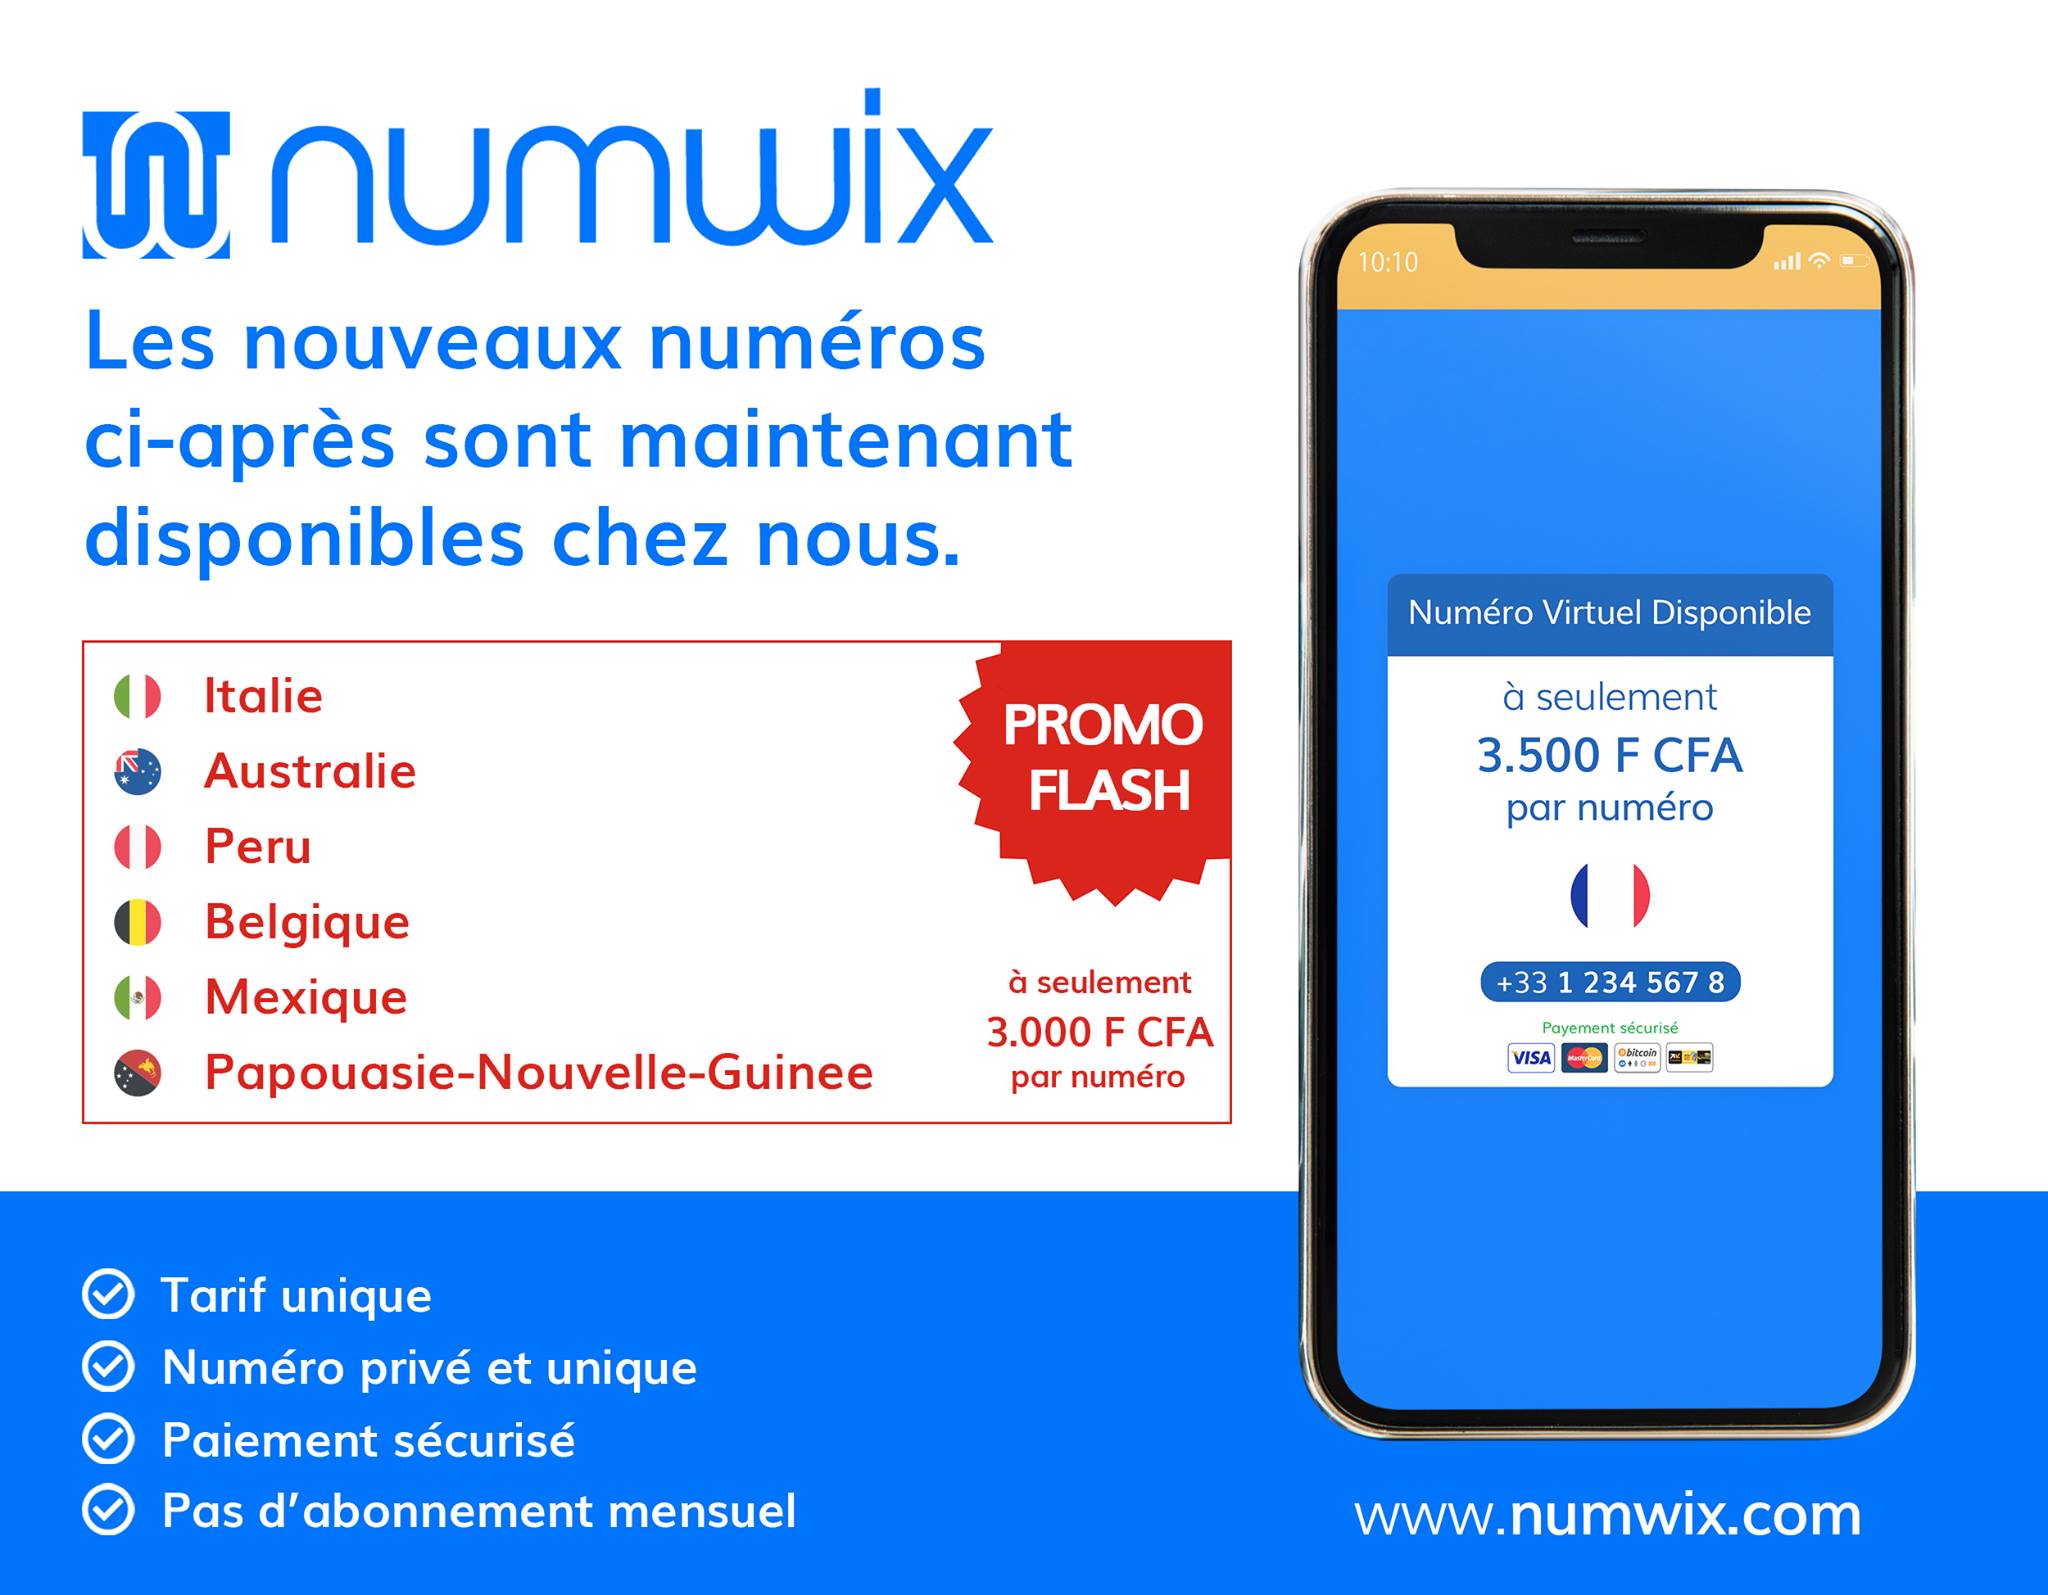 numwix
Les nouveaux numéros
ci-après sont maintenant
disponibles chez nous.
Italie
Australie
Peru
Belgique
Mexique
Papouasie-Nouvelle-Guinee
PROMO
FLASH
à seulement
3.000 F CFA
par numéro
10:10
Numéro Virtuel Disponible
à seulement
3.500 F CFA
par numéro
+33 1 234 567 8
Payement sécurisé
VISA MasterCard bitcoin
Tarif unique
Numéro privé et unique
Paiement sécurisé
Pas d’abonnement mensuel
www.numwix.com